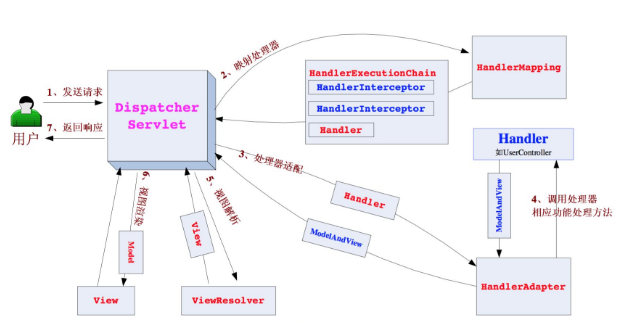 2、映射处理器
HandlerExecutionChain
HandlerInterceptor
HandlerInterceptor
Handler
HandlerMapping
1、发送请求
Dispatcher
Servlet
7、返回响应
用户
Handler
如UserController
3、处理器适配
Handler
ModelAndView
ModelAndView
4、调用处理器
相应功能处理方法
6、视图渲染
5、视图解析
Model
View
View
ViewResolver
HandlerAdapter